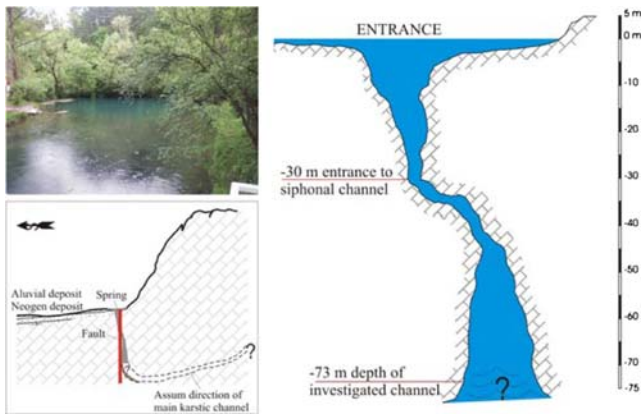 ENTRANCE
5 m
0 m
-10
-20
-30 m entrance to
siphonal channel
-30
-40
-50
-60
-73 m depth of
investigated channel
-70
-75
?
Aluvial deposit
Neogen deposit
Spring
Fault
?
Assum direction of
main karstic channel